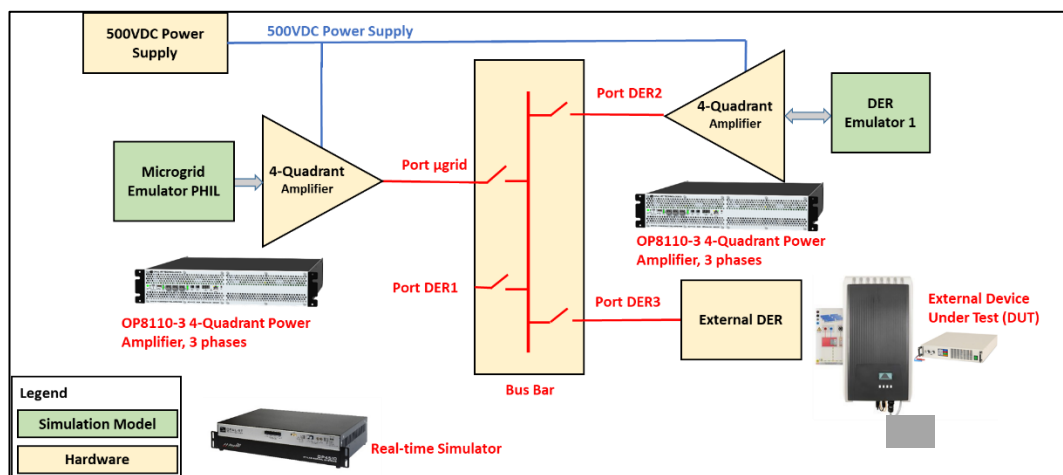 500VDC Power
Supply
500VDC Power Supply
Port DER2
4-Quadrant
Amplifier
DER
Emulator 1
Microgrid
Emulator PHIL
4-Quadrant
Amplifier
Port µgrid
OP8110-3 4-Quadrant Power
Amplifier, 3 phases
OP8110-3 4-Quadrant Power
Amplifier, 3 phases
Port DER1
Port DER3
External DER
External Device
Under Test (DUT)
Bus Bar
Legend
Simulation Model
Hardware
Real-time Simulator